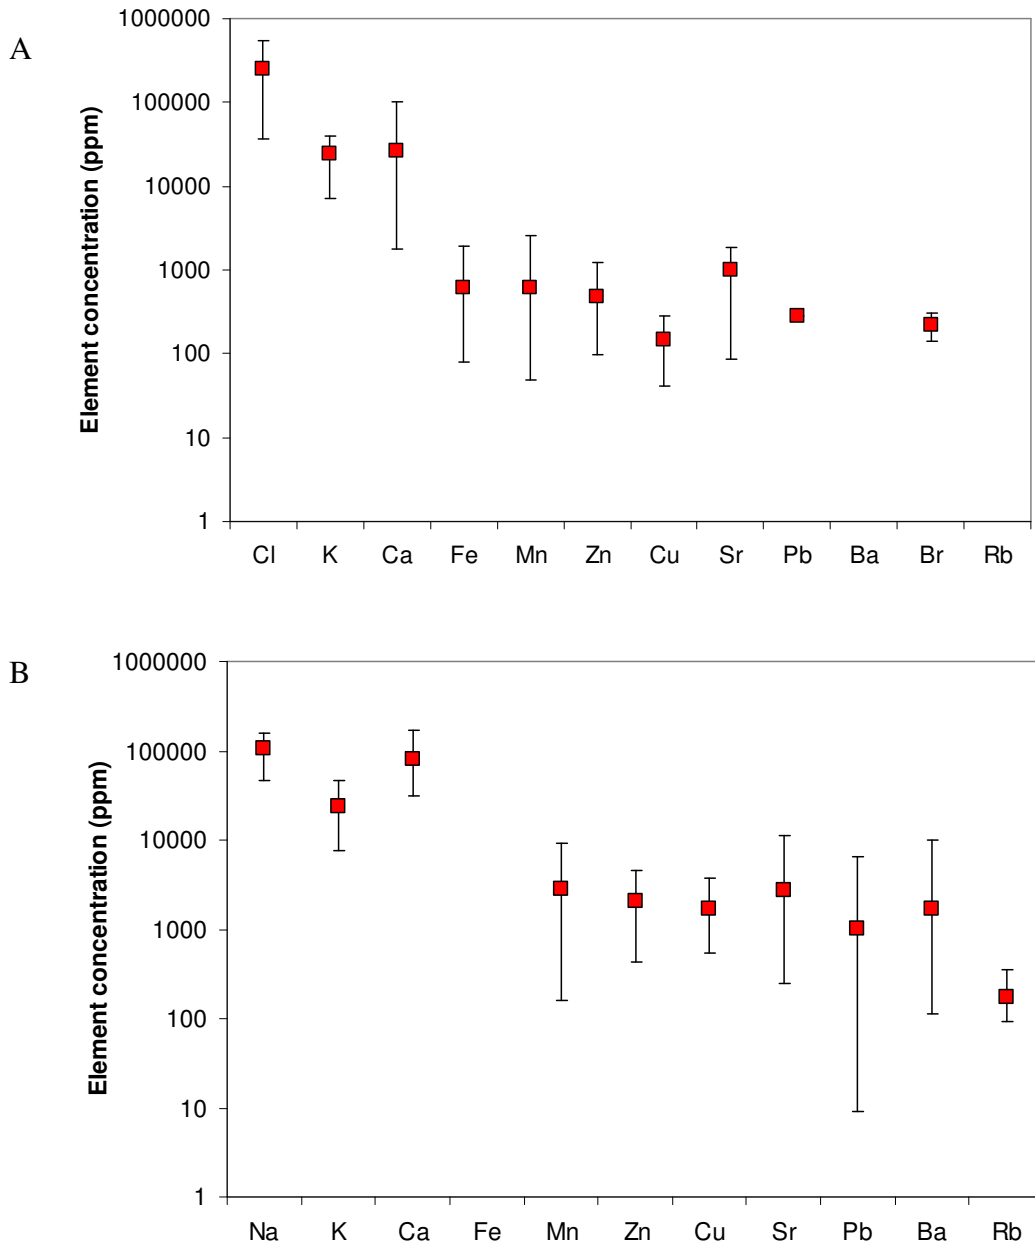 A
Element concentration (ppm)
1000000
100000
10000
1000
100
10
1
Cl K Ca Fe Mn Zn Cu Sr Pb Ba Br Rb
B
Element concentration (ppm)
1000000
100000
10000
1000
100
10
1
Na K Ca Fe Mn Zn Cu Sr Pb Ba Rb